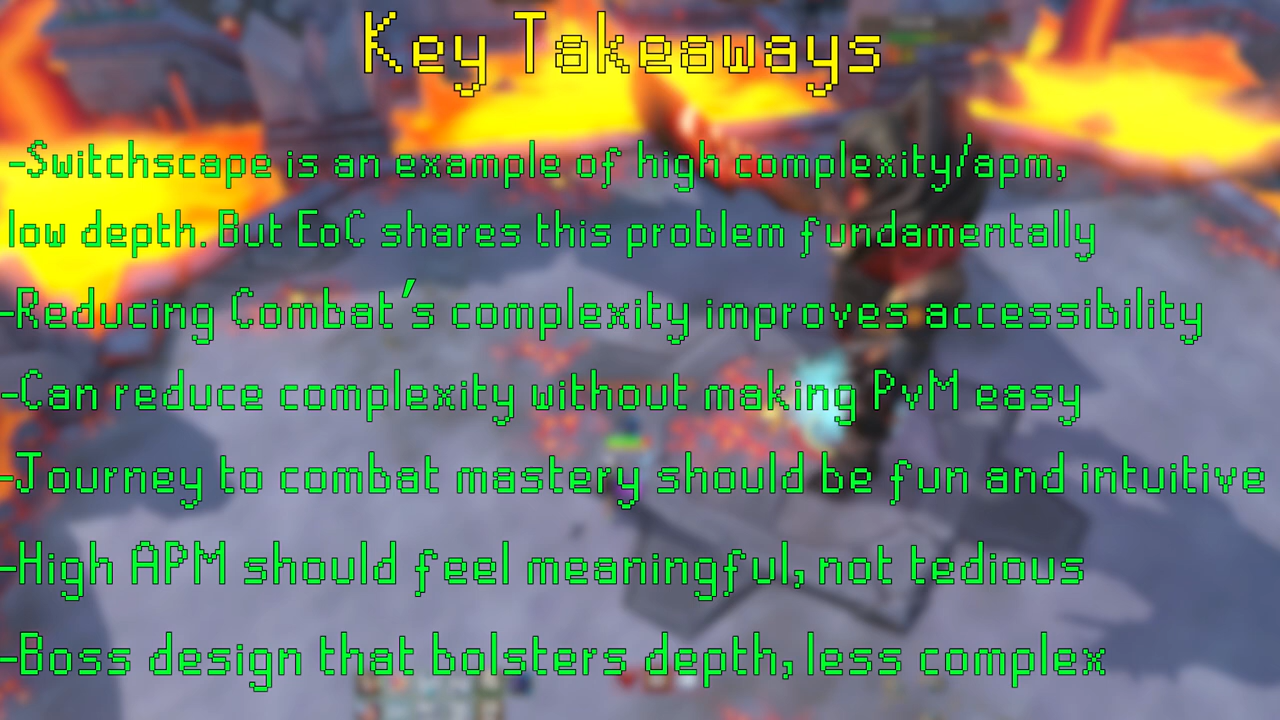 Key Takeaways
-Switchscape is an example of high complexity/apm,
low depth. But EoC shares this problem fundamentally
-Reducing Combat's complexity improves accessibility
-Can reduce complexity without making PvM easy
-Journey to combat mastery should be fun and intuitive
-High APM should feel meaningful, not tedious
-Boss design that bolsters depth, less complex